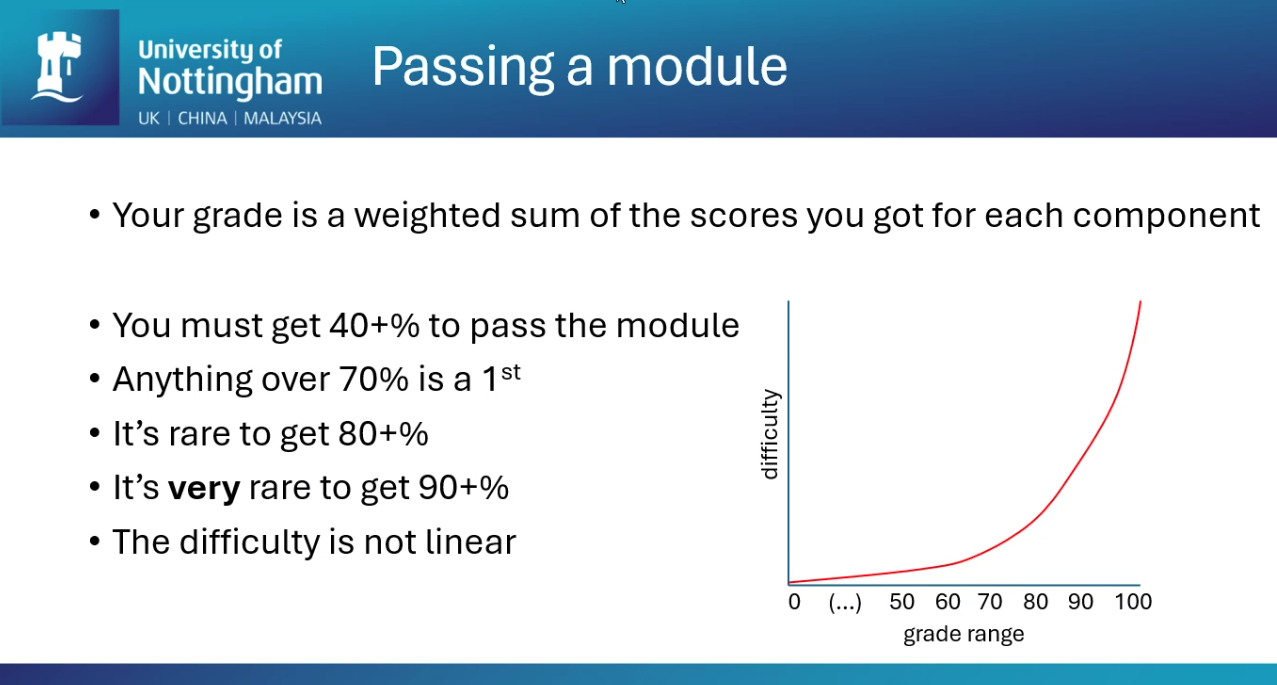 University of
Nottingham
UK | CHINA | MALAYSIA
Passing a module
• Your grade is a weighted sum of the scores you got for each component
• You must get 40+% to pass the module
• Anything over 70% is a 1st
• It’s rare to get 80+%
• It’s very rare to get 90+%
• The difficulty is not linear
difficulty
0 (...) 50 60 70 80 90 100
grade range